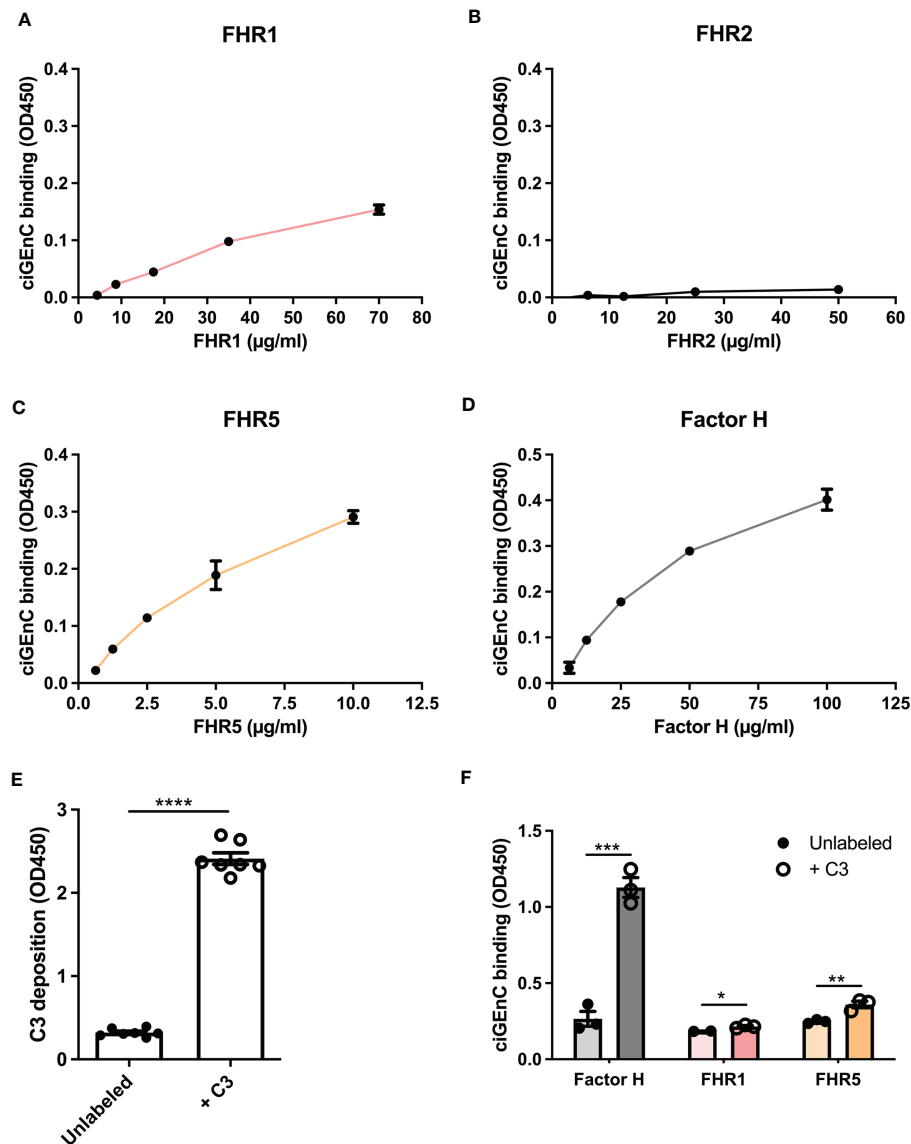 A
FHR1
ciGEnC binding (OD450)
0.4
0.3
0.2
0.1
0.0
0 10 20 30 40 50 60 70 80
FHR1 (µg/ml)
B
FHR2
ciGEnC binding (OD450)
0.4
0.3
0.2
0.1
0.0
0 10 20 30 40 50 60
FHR2 (µg/ml)
C
FHR5
ciGEnC binding (OD450)
0.4
0.3
0.2
0.1
0.0
0.0 2.5 5.0 7.5 10.0 12.5
FHR5 (µg/ml)
D
Factor H
ciGEnC binding (OD450)
0.5
0.4
0.3
0.2
0.1
0.0
0 25 50 75 100 125
Factor H (µg/ml)
E
C3 deposition (OD450)
3
2
1
0
****
Unlabeled
+ C3
F
ciGEnC binding (OD450)
1.5
1.0
0.5
0.0
***
*
**
Unlabeled
+ C3
Factor H FHR1 FHR5